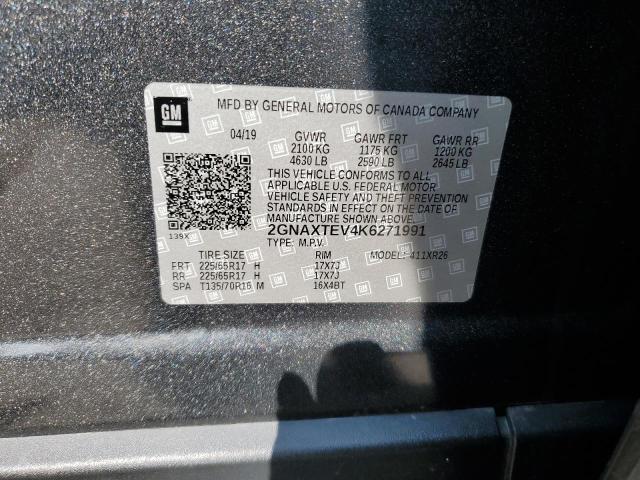 GM
MFD BY GENERAL MOTORS OF CANADA COMPANY
04/19 GVWR GAWR FRT GAWR RR
2100 KG 1175 KG 1200 KG
4630 LB 2590 LB 2645 LB
THIS VEHICLE CONFORMS TO ALL
APPLICABLE U.S. FEDERAL MOTOR
VEHICLE SAFETY AND THEFT PREVENTION
STANDARDS IN EFFECT ON THE DATE OF
MANUFACTURE SHOWN ABOVE.
2GNAXTEV4K6271991
139X TYPE: M.P.V. MODEL: 411XR26
TIRE SIZE RIM
FRT 225/65R17 H 17X7J
RR 225/65R17 H 17X7J
SPA T135/70R16 M 16X4BT